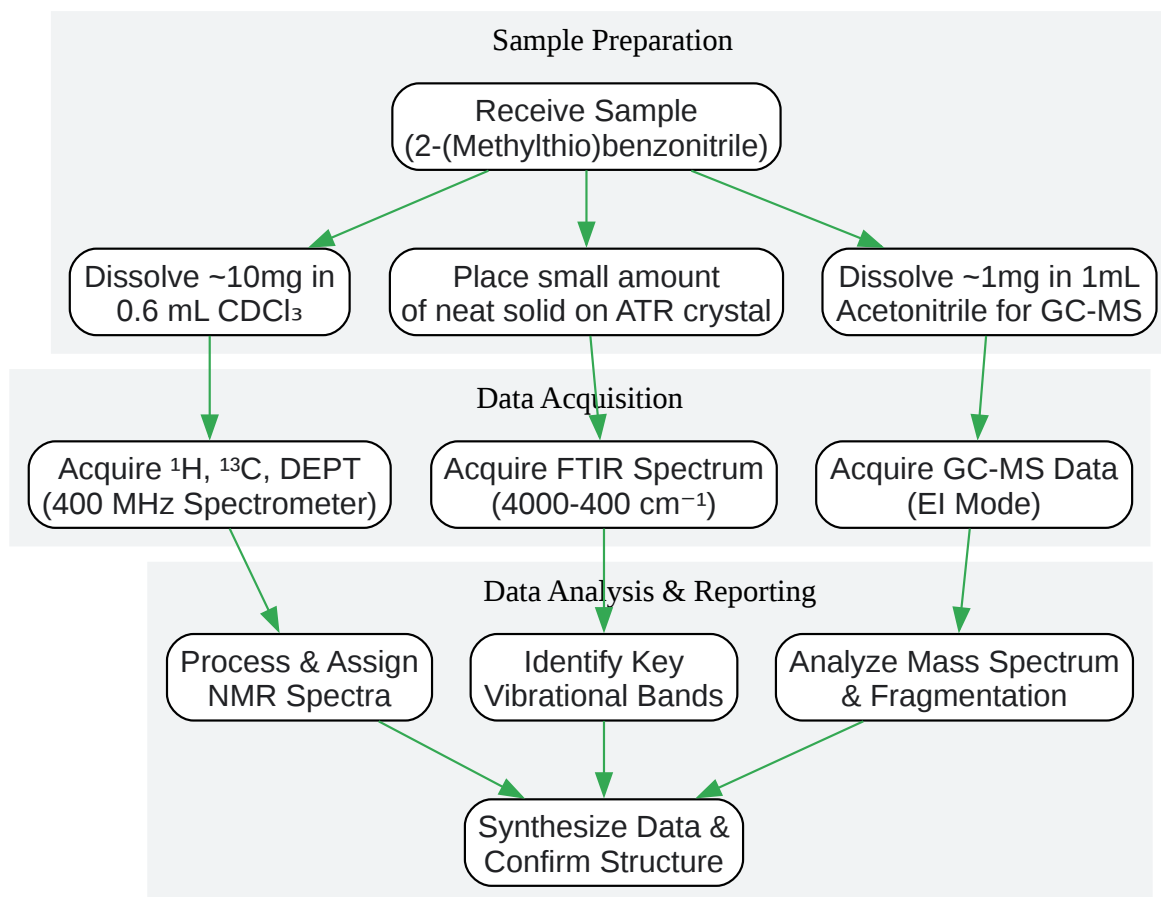 Sample Preparation
Receive Sample
(2-(Methylthio)benzonitrile)
Dissolve ~10mg in
0.6 mL CDCl₃
Place small amount
of neat solid on ATR crystal
Dissolve ~1mg in 1mL
Acetonitrile for GC-MS
Data Acquisition
Acquire ¹H, ¹³C, DEPT
(400 MHz Spectrometer)
Acquire FTIR Spectrum
(4000-400 cm⁻¹)
Acquire GC-MS Data
(EI Mode)
Data Analysis & Reporting
Process & Assign
NMR Spectra
Identify Key
Vibrational Bands
Analyze Mass Spectrum
& Fragmentation
Synthesize Data &
Confirm Structure